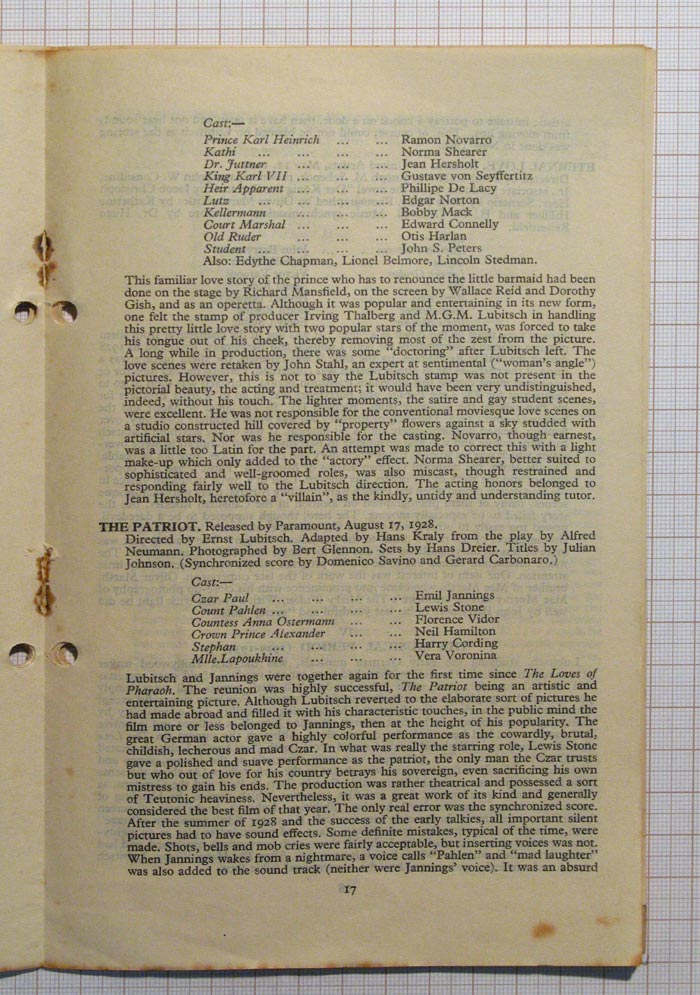 Cast:—
Prince Karl Heinrich ... ... Ramon Novarro
Kathi ... ... ... ... Norma Shearer
Dr. Juttner ... ... ... Jean Hersholt
King Karl VII ... ... ... Gustave von Seyffertitz
Heir Apparent ... ... ... Phillipe De Lacy
Lutz ... ... ... ... Edgar Norton
Kellermann ... ... ... Bobby Mack
Court Marshal ... ... ... Edward Connelly
Old Ruder ... ... ... Otis Harlan
Student ... ... ... ... John S. Peters
Also: Edythe Chapman, Lionel Belmore, Lincoln Stedman.
This familiar love story of the prince who has to renounce the little barmaid had been
done on the stage by Richard Mansfield, on the screen by Wallace Reid and Dorothy
Gish, and as an operetta. Although it was popular and entertaining in its new form,
one felt the stamp of producer Irving Thalberg and M.G.M. Lubitsch in handling
this pretty little love story with two popular stars of the moment, was forced to take
his tongue out of his cheek, thereby removing most of the zest from the picture.
A long while in production, there was some "doctoring" after Lubitsch left. The
love scenes were retaken by John Stahl, an expert at sentimental ("woman's angle")
pictures. However, this is not to say the Lubitsch stamp was not present in the
pictorial beauty, the acting and treatment; it would have been very undistinguished,
indeed, without his touch. The lighter moments, the satire and gay student scenes,
were excellent. He was not responsible for the conventional moviesque love scenes on
a studio constructed hill covered by "property" flowers against a sky studded with
artificial stars. Nor was he responsible for the casting. Novarro, though earnest,
was a little too Latin for the part. An attempt was made to correct this with a light
make-up which only added to the "actory" effect. Norma Shearer, better suited to
sophisticated and well-groomed roles, was also miscast, though restrained and
responding fairly well to the Lubitsch direction. The acting honors belonged to
Jean Hersholt, heretofore a "villain", as the kindly, untidy and understanding tutor.
THE PATRIOT. Released by Paramount, August 17, 1928.
Directed by Ernst Lubitsch. Adapted by Hans Kraly from the play by Alfred
Neumann. Photographed by Bert Glennon. Sets by Hans Dreier. Titles by Julian
Johnson. (Synchronized score by Domenico Savino and Gerard Carbonaro.)
Cast:—
Czar Paul ... ... ... ... Emil Jannings
Count Pahlen ... ... ... ... Lewis Stone
Countess Anna Ostermann ... ... Florence Vidor
Crown Prince Alexander ... ... Neil Hamilton
Stephan ... ... ... ... Harry Cording
Mlle.Lapoukhine ... ... ... Vera Voronina
Lubitsch and Jannings were together again for the first time since The Loves of
Pharaoh. The reunion was highly successful, The Patriot being an artistic and
entertaining picture. Although Lubitsch reverted to the elaborate sort of pictures he
had made abroad and filled it with his characteristic touches, in the public mind the
film more or less belonged to Jannings, then at the height of his popularity. The
great German actor gave a highly colorful performance as the cowardly, brutal,
childish, lecherous and mad Czar. In what was really the starring role, Lewis Stone
gave a polished and suave performance as the patriot, the only man the Czar trusts
but who out of love for his country betrays his sovereign, even sacrificing his own
mistress to gain his ends. The production was rather theatrical and possessed a sort
of Teutonic heaviness. Nevertheless, it was a great work of its kind and generally
considered the best film of that year. The only real error was the synchronized score.
After the summer of 1928 and the success of the early talkies, all important silent
pictures had to have sound effects. Some definite mistakes, typical of the time, were
made. Shots, bells and mob cries were fairly acceptable, but inserting voices was not.
When Jannings wakes from a nightmare, a voice calls "Pahlen" and "mad laughter"
was also added to the sound track (neither were Jannings' voice). It was an absurd
17